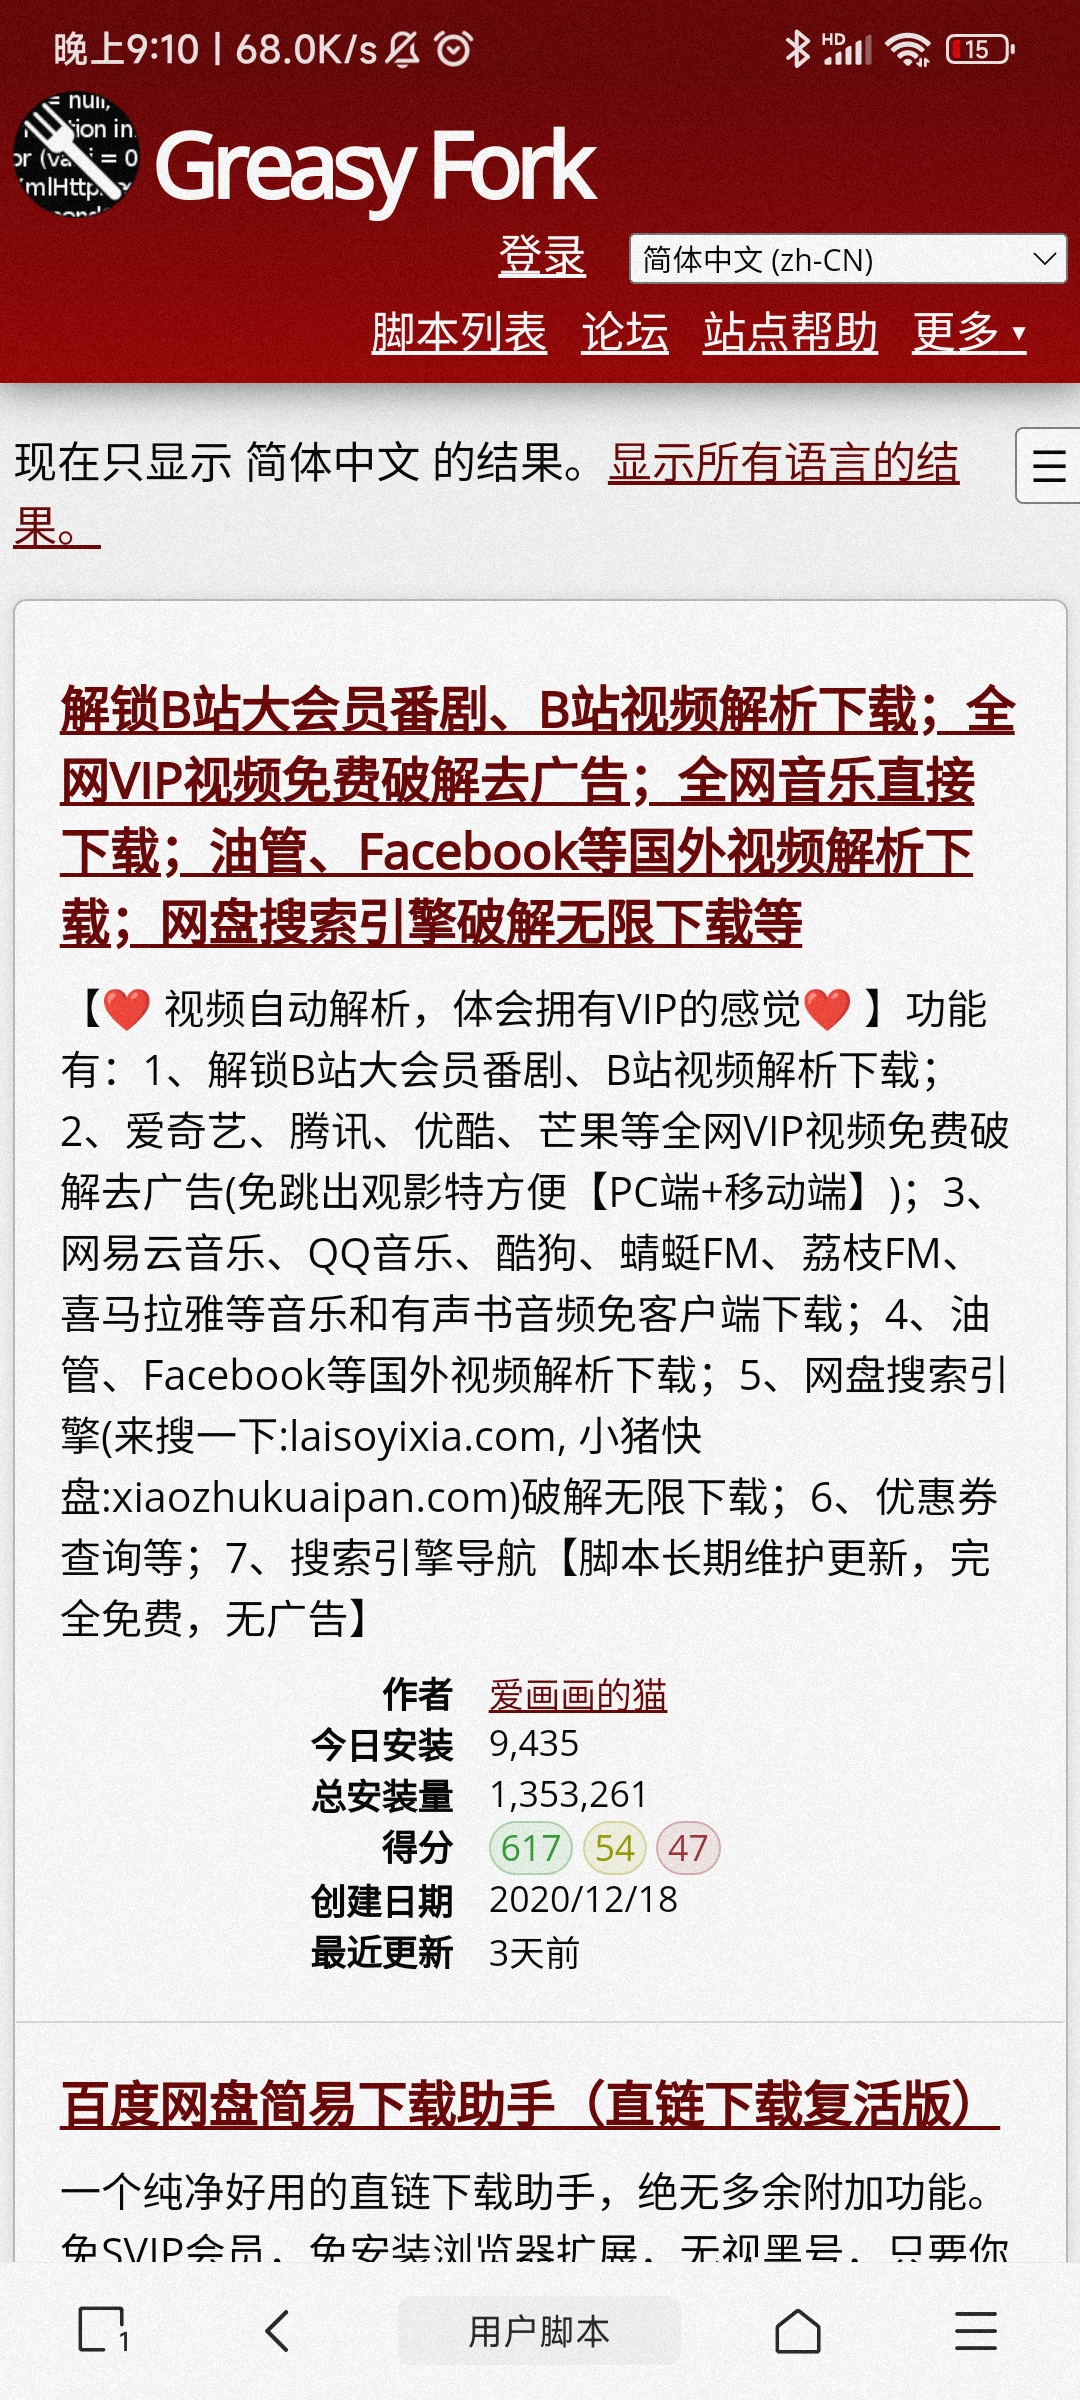 晚上9:10 | 68.0K/s
HD
15
= null,
tion in
or (va i = 0
mlHttp
Greasy Fork
登录
简体中文 (zh-CN)
脚本列表 论坛 站点帮助 更多 ▾
现在只显示 简体中文 的结果。显示所有语言的结
果。
解锁B站大会员番剧、B站视频解析下载；全
网VIP视频免费破解去广告；全网音乐直接
下载；油管、Facebook等国外视频解析下
载；网盘搜索引擎破解无限下载等
【❤️ 视频自动解析，体会拥有VIP的感觉❤️ 】功能
有：1、解锁B站大会员番剧、B站视频解析下载；
2、爱奇艺、腾讯、优酷、芒果等全网VIP视频免费破
解去广告(免跳出观影特方便【PC端+移动端】)；3、
网易云音乐、QQ音乐、酷狗、蜻蜓FM、荔枝FM、
喜马拉雅等音乐和有声书音频免客户端下载；4、油
管、Facebook等国外视频解析下载；5、网盘搜索引
擎(来搜一下:laisoyixia.com, 小猪快
盘:xiaozhukuaipan.com)破解无限下载；6、优惠券
查询等；7、搜索引擎导航【脚本长期维护更新，完
全免费，无广告】
作者 爱画画的猫
今日安装 9,435
总安装量 1,353,261
得分 617 54 47
创建日期 2020/12/18
最近更新 3天前
百度网盘简易下载助手（直链下载复活版）
一个纯净好用的直链下载助手，绝无多余附加功能。
免SVIP会员，免安装浏览器扩展，无视黑号，只要你
1
用户脚本